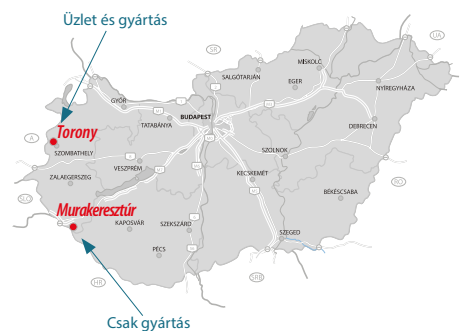 Üzlet és gyártás
SK
UA
MISKOLC
SALGÓTARJÁN
EGER
NYÍREGYHÁZA
GYŐR
TATABÁNYA
BUDAPEST
DEBRECEN
A
Torony
SZOMBATHELY
SZOLNOK
VESZPRÉM
ZALAEGERSZEG
KECSKEMÉT
RO
BÉKÉSCSABA
SLO
Murakeresztúr
KAPOSVÁR
SZEKSZÁRD
SZEGED
PÉCS
HR
SRB
Csak gyártás